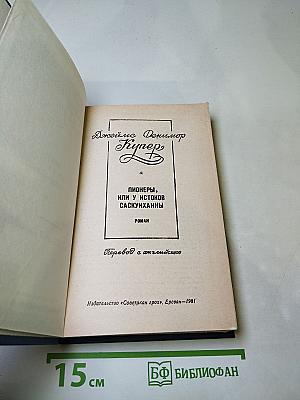 Джеймс Фенимор
Купер
ПИОНЕРЫ,
ИЛИ У ИСТОКОВ
САСКУИХАННЫ
РОМАН
Перевод с английского
Издательство «Советакан грох», Ереван—1981
15 см
БФ БИБЛИОФАН